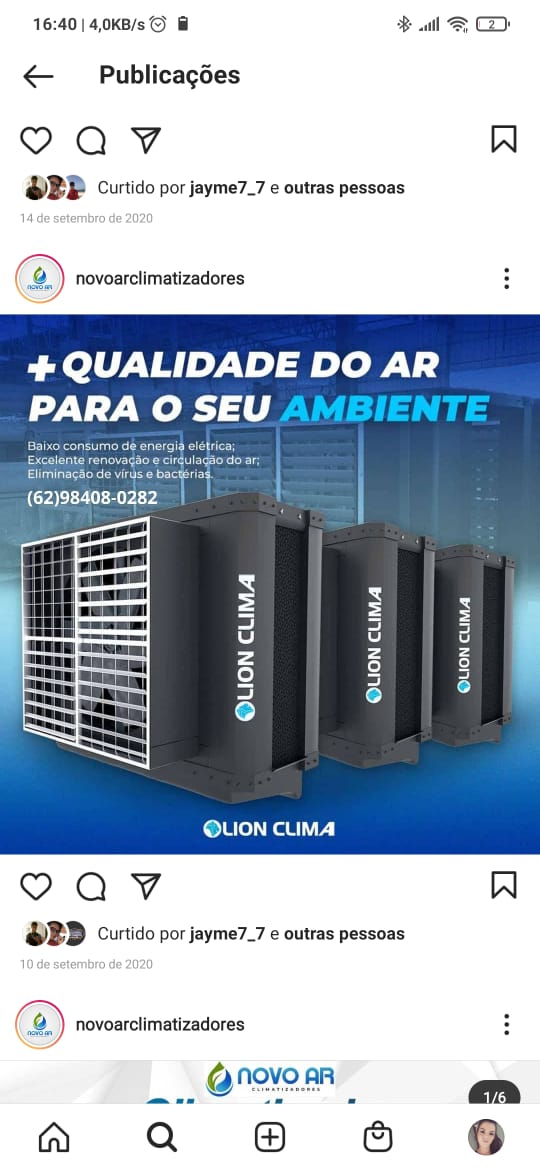 16:40 | 4,0KB/s
2
Publicações
Curtido por jayme7_7 e outras pessoas
14 de setembro de 2020
NOVO AR
novoarclimatizadores
+QUALIDADE DO AR
PARA O SEU AMBIENTE
Baixo consumo de energia elétrica;
Excelente renovação e circulação do ar;
Eliminação de vírus e bactérias.
(62)98408-0282
LION CLIMA
LION CLIMA
LION CLIMA
LION CLIMA
Curtido por jayme7_7 e outras pessoas
10 de setembro de 2020
NOVO AR
novoarclimatizadores
NOVO AR
CLIMATIZADORES
1/6